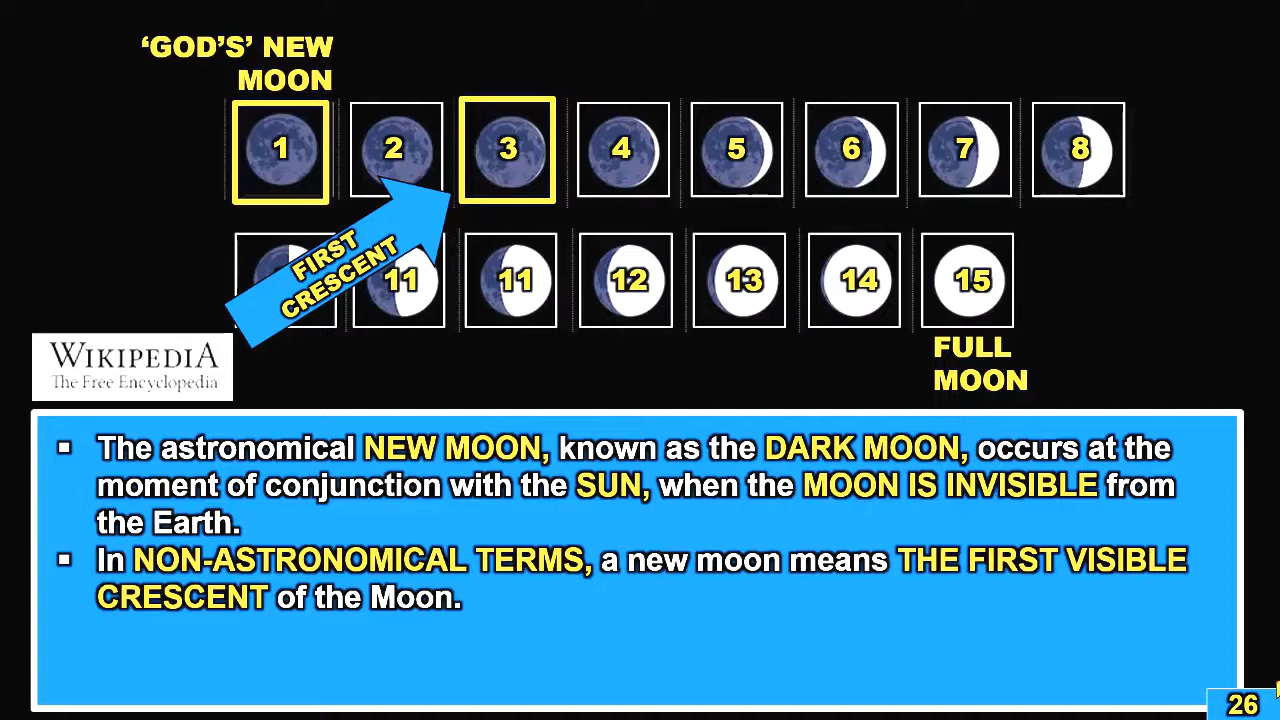 ‘GOD’S’ NEW
MOON
1
2
3
4
5
6
7
8
FIRST
CRESCENT
11
11
12
13
14
15
WIKIPEDIA
The Free Encyclopedia
FULL
MOON
▪ The astronomical NEW MOON, known as the DARK MOON, occurs at the
moment of conjunction with the SUN, when the MOON IS INVISIBLE from
the Earth.
▪ In NON-ASTRONOMICAL TERMS, a new moon means THE FIRST VISIBLE
CRESCENT of the Moon.
26